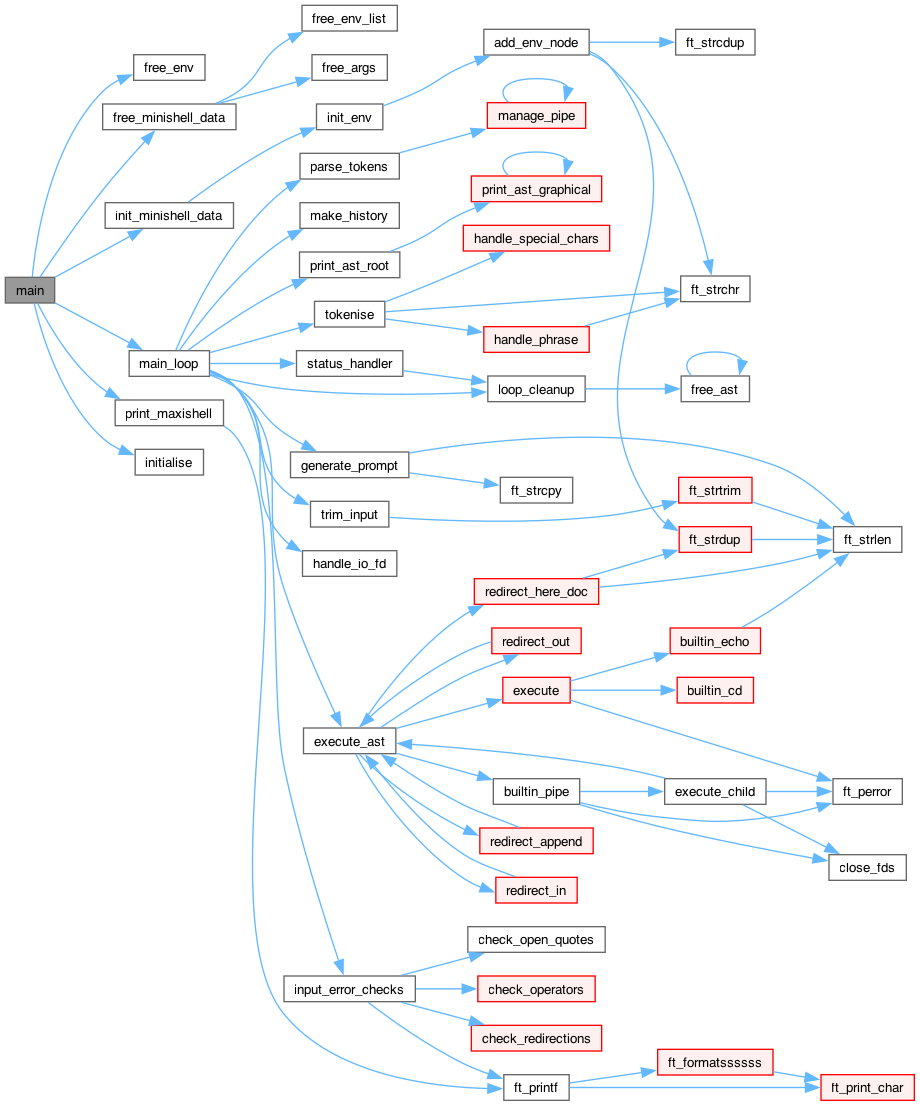 free_env_list
add_env_node
ft_strcdup
free_env
free_args
free_minishell_data
init_env
manage_pipe
parse_tokens
print_ast_graphical
init_minishell_data
make_history
handle_special_chars
print_ast_root
main
ft_strchr
tokenise
handle_phrase
main_loop
status_handler
loop_cleanup
free_ast
print_maxishell
initialise
generate_prompt
ft_strcpy
ft_strtrim
trim_input
ft_strdup
ft_strlen
handle_io_fd
redirect_here_doc
redirect_out
builtin_echo
execute
builtin_cd
execute_ast
builtin_pipe
execute_child
ft_perror
redirect_append
close_fds
redirect_in
check_open_quotes
input_error_checks
check_operators
check_redirections
ft_formatssssss
ft_printf
ft_print_char